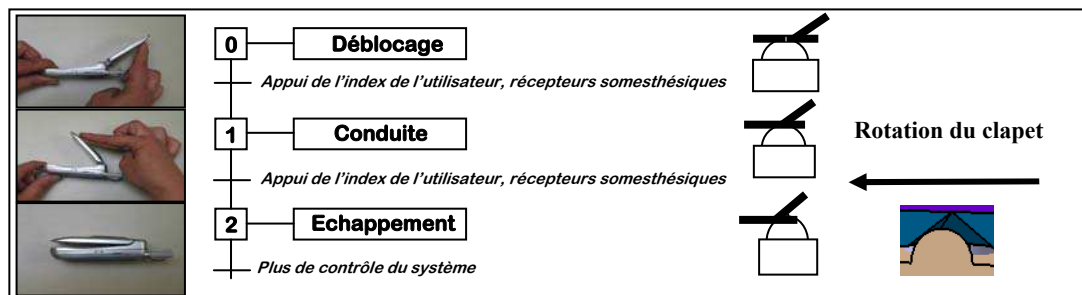 0 Déblocage
Appui de l'index de l'utilisateur, récepteurs somesthésiques
1 Conduite
Appui de l'index de l'utilisateur, récepteurs somesthésiques
Rotation du clapet
2 Echappement
Plus de contrôle du système